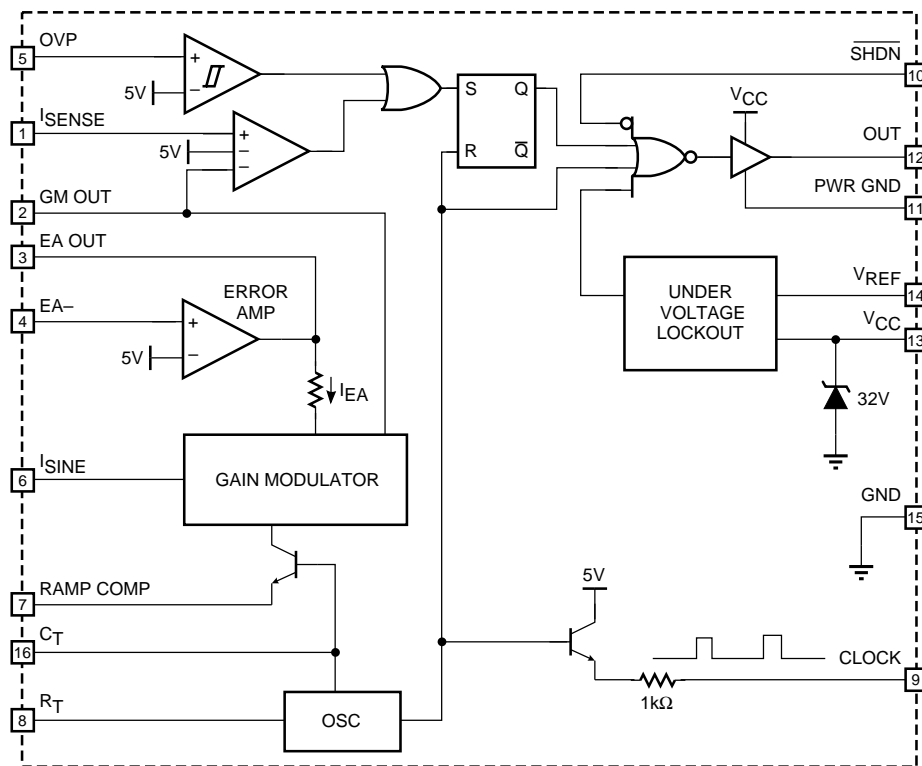 5 OVP
5V
+
−
1 ISENSE
5V
+
−
−
2 GM OUT
3 EA OUT
4 EA–
5V
+
−
ERROR
AMP
IEA
6 ISINE
GAIN MODULATOR
7 RAMP COMP
16 CT
8 RT
OSC
S Q
R Q̅
S̅H̅D̅N̅ 10
VCC
OUT 12
PWR GND 11
UNDER
VOLTAGE
LOCKOUT
VREF 14
VCC 13
32V
GND 15
5V
1kΩ
CLOCK 9